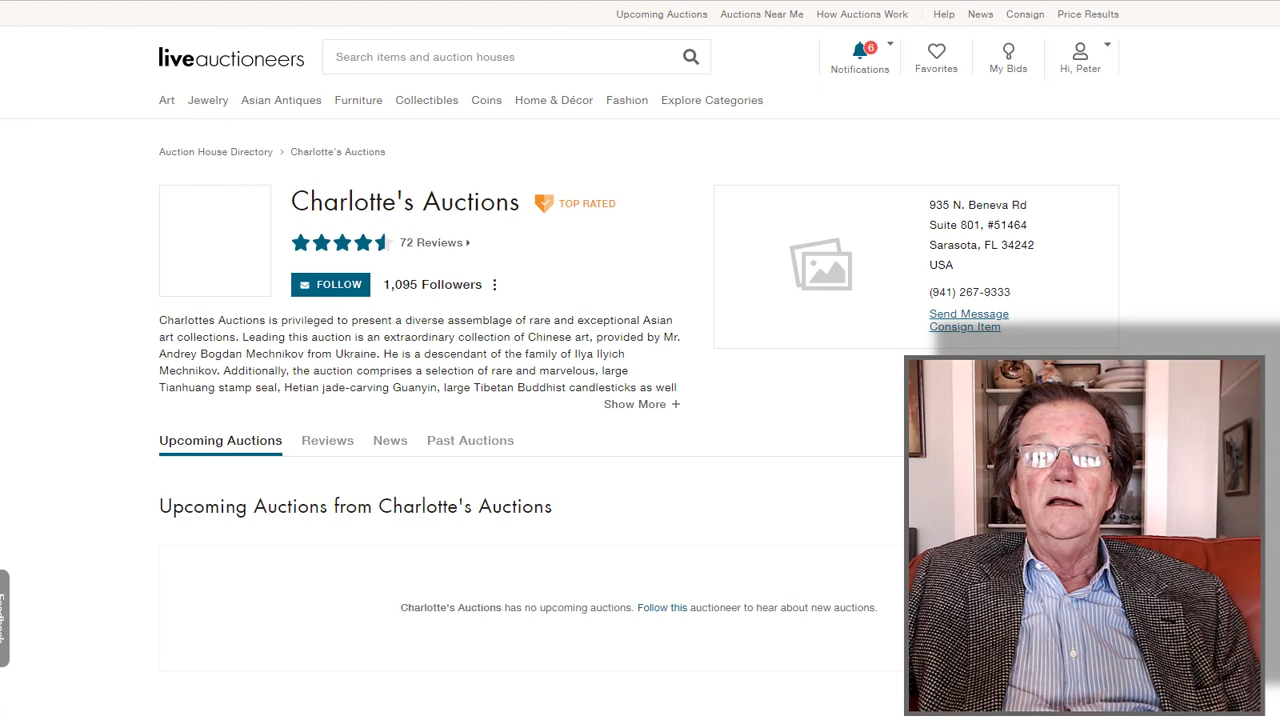 Upcoming Auctions Auctions Near Me How Auctions Work Help News Consign Price Results
liveauctioneers
Search items and auction houses
6
Notifications Favorites My Bids Hi, Peter
Art Jewelry Asian Antiques Furniture Collectibles Coins Home & Décor Fashion Explore Categories
Auction House Directory > Charlotte's Auctions
Charlotte's Auctions TOP RATED
72 Reviews
FOLLOW 1,095 Followers
Charlottes Auctions is privileged to present a diverse assemblage of rare and exceptional Asian
art collections. Leading this auction is an extraordinary collection of Chinese art, provided by Mr.
Andrey Bogdan Mechnikov from Ukraine. He is a descendant of the family of Ilya Ilyich
Mechnikov. Additionally, the auction comprises a selection of rare and marvelous, large
Tianhuang stamp seal, Hetian jade-carving Guanyin, large Tibetan Buddhist candlesticks as well
Show More +
935 N. Beneva Rd
Suite 801, #51464
Sarasota, FL 34242
USA
(941) 267-9333
Send Message
Consign Item
Upcoming Auctions Reviews News Past Auctions
Upcoming Auctions from Charlotte's Auctions
Charlotte's Auctions has no upcoming auctions. Follow this auctioneer to hear about new auctions.
Feedback